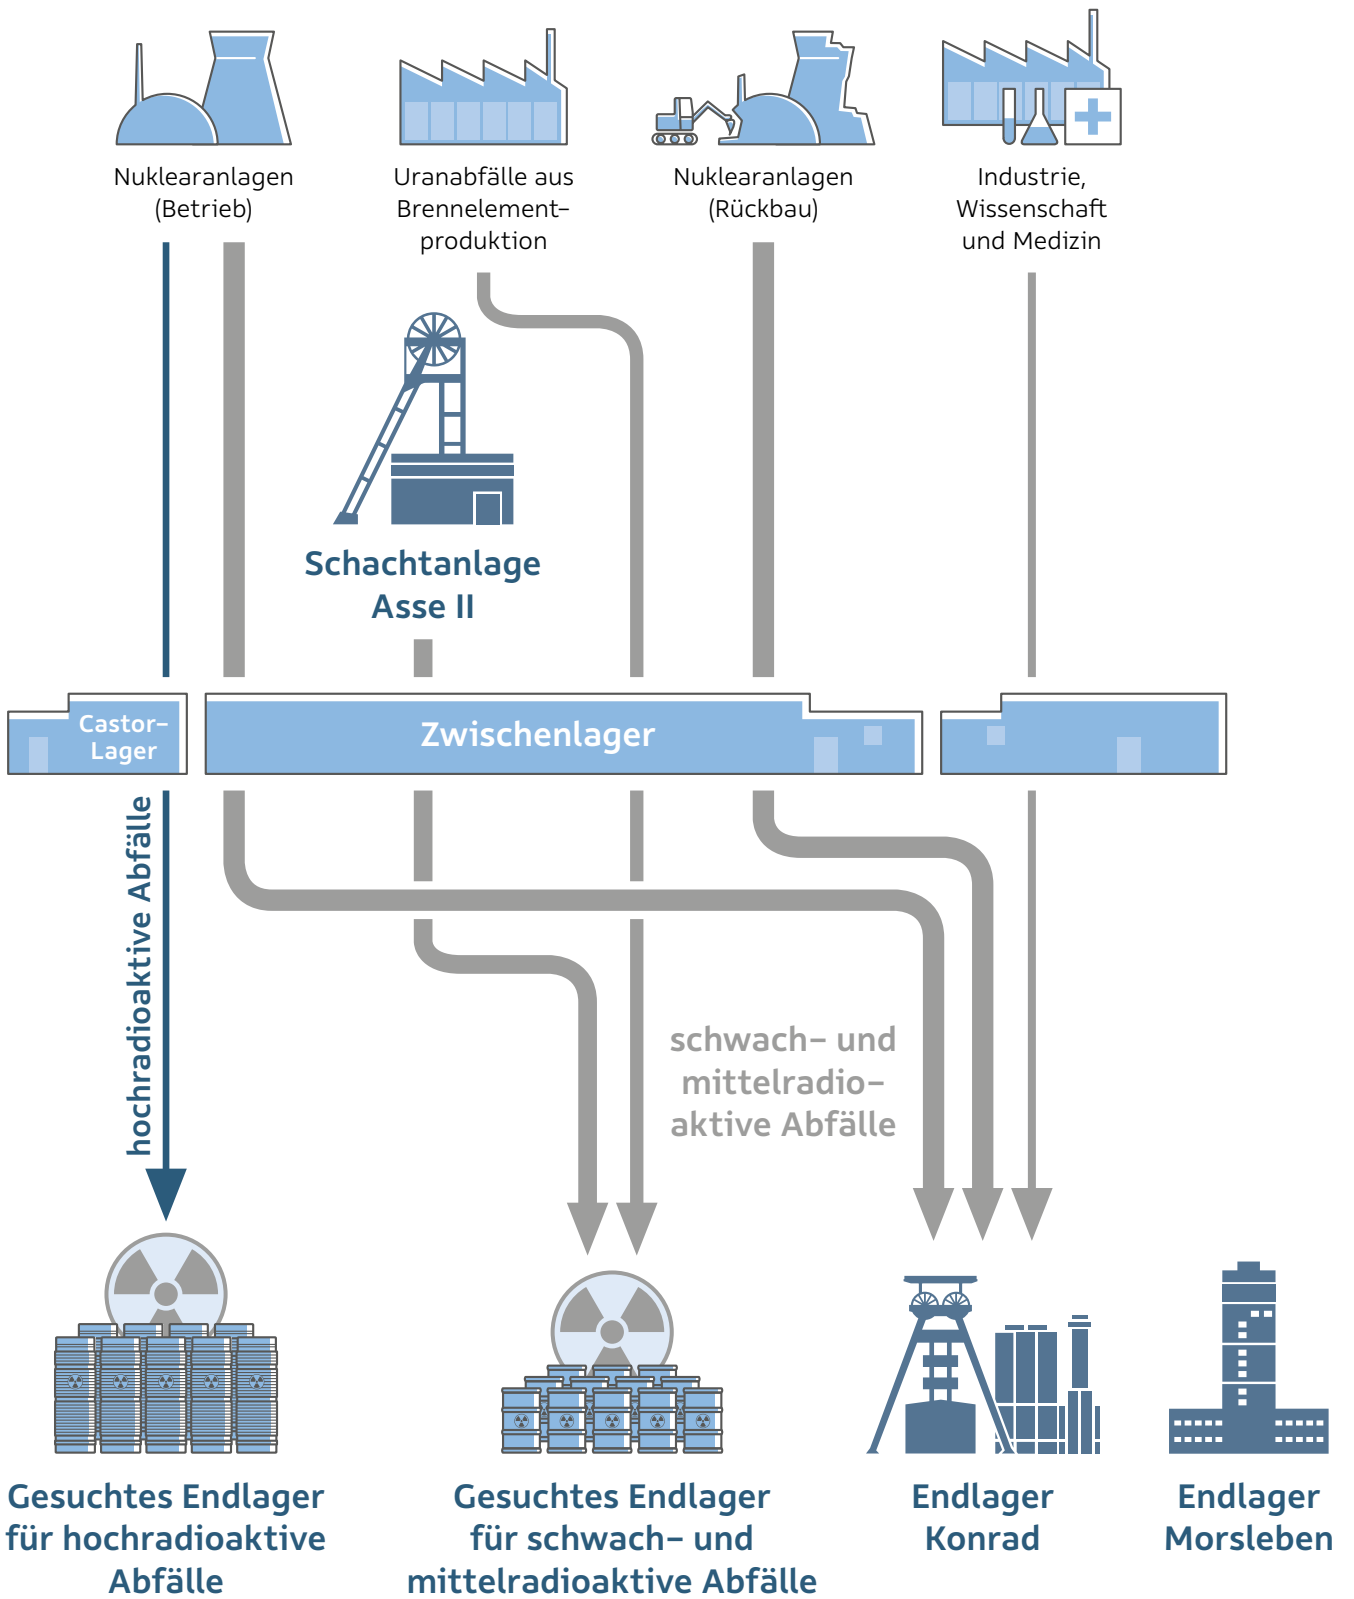 Nuklearanlagen
(Betrieb)
Uranabfälle aus
Brennelement-
produktion
Nuklearanlagen
(Rückbau)
Industrie,
Wissenschaft
und Medizin
Schachtanlage
Asse II
Castor-
Lager
Zwischenlager
hochradioaktive Abfälle
schwach- und
mittelradio-
aktive Abfälle
Gesuchtes Endlager
für hochradioaktive
Abfälle
Gesuchtes Endlager
für schwach- und
mittelradioaktive Abfälle
Endlager
Konrad
Endlager
Morsleben